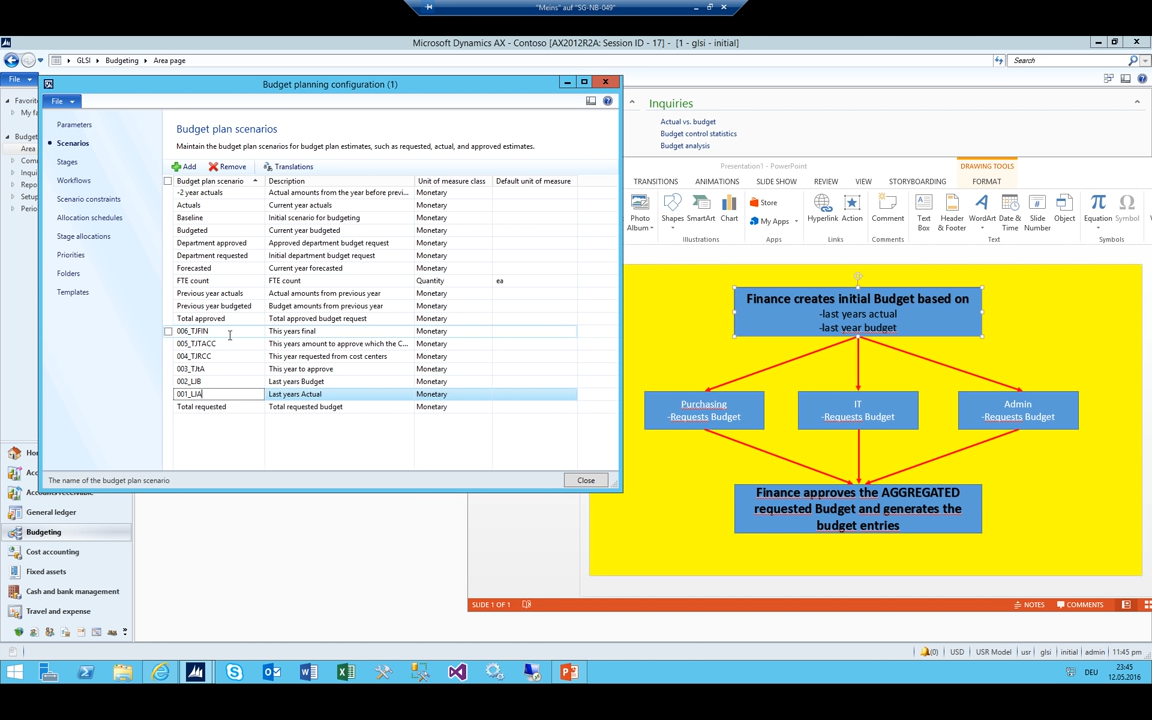 "Meins" auf "SG-NB-049"
Microsoft Dynamics AX - Contoso [AX2012R2A: Session ID - 17] - [1 - glsi - initial]
GLSI Budgeting Area page
Search
File
Budget planning configuration (1)
File
Favorit
My fa
Budget
Area
Com
Inqui
Repo
Setup
Perio
Parameters
Scenarios
Stages
Workflows
Scenario constraints
Allocation schedules
Stage allocations
Priorities
Folders
Templates
Budget plan scenarios
Maintain the budget plan scenarios for budget plan estimates, such as requested, actual, and approved estimates.
Add Remove Translations
Budget plan scenario Description Unit of measure class Default unit of measure
-2 year actuals Actual amounts from the year before previ... Monetary
Actuals Current year actuals Monetary
Baseline Initial scenario for budgeting Monetary
Budgeted Current year budgeted Monetary
Department approved Approved department budget request Monetary
Department requested Initial department budget request Monetary
Forecasted Current year forecasted Monetary
FTE count FTE count Quantity ea
Previous year actuals Actual amounts from previous year Monetary
Previous year budgeted Budget amounts from previous year Monetary
Total approved Total approved budget request Monetary
006_TJFIN This years final Monetary
005_TJTACC This years amount to approve which the C... Monetary
004_TJRCC This year requested from cost centers Monetary
003_TJtA This year to approve Monetary
002_LJB Last years Budget Monetary
001_LJA Last years Actual Monetary
Total requested Total requested budget Monetary
The name of the budget plan scenario
Close
Inquiries
Actual vs. budget
Budget control statistics
Budget analysis
Presentation1 - PowerPoint
DRAWING TOOLS
TRANSITIONS ANIMATIONS SLIDE SHOW REVIEW VIEW STORYBOARDING FORMAT
Photo Album
Shapes SmartArt Chart
Store
My Apps
Hyperlink Action
Comment
Text Box
Header & Footer
WordArt
Date & Time
Slide Number
Object
Equation Symbol
Illustrations Apps Links Comments Text Symbols
Finance creates initial Budget based on
-last years actual
-last year budget
Purchasing
-Requests Budget
IT
-Requests Budget
Admin
-Requests Budget
Finance approves the AGGREGATED
requested Budget and generates the
budget entries
SLIDE 1 OF 1
NOTES COMMENTS
Hor
Acc
Accounts receivable
General ledger
Budgeting
Cost accounting
Fixed assets
Cash and bank management
Travel and expense
(0) USD USR Model usr glsi initial admin 11:45 pm
DEU
23:45
12.05.2016